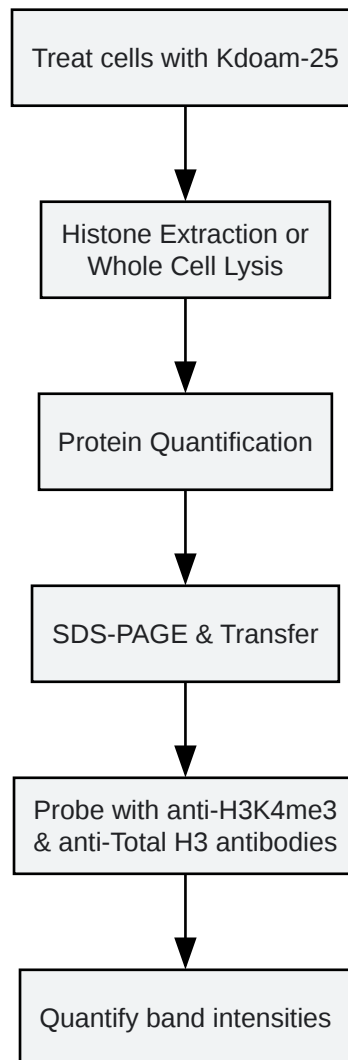 Treat cells with Kdoam-25
Histone Extraction or
Whole Cell Lysis
Protein Quantification
SDS-PAGE & Transfer
Probe with anti-H3K4me3
& anti-Total H3 antibodies
Quantify band intensities